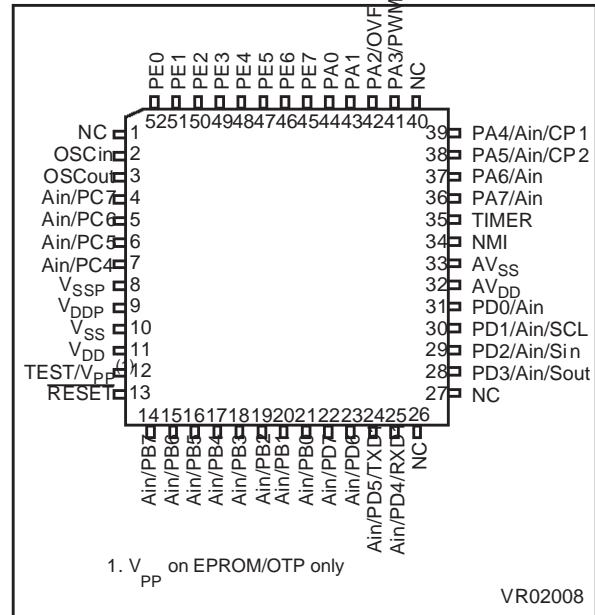 PE0 PE1 PE2 PE3 PE4 PE5 PE6 PE7 PA0 PA1 PA2/OVF PA3/PWM NC
52 51 50 49 48 47 46 45 44 43 42 41 40
NC 1
OSCin 2
OSCout 3
Ain/PC7 4
Ain/PC6 5
Ain/PC5 6
Ain/PC4 7
VSSP 8
VDDP 9
VSS 10
VDD 11
TEST/VPP(1) 12
RESET 13
39 PA4/Ain/CP1
38 PA5/Ain/CP2
37 PA6/Ain
36 PA7/Ain
35 TIMER
34 NMI
33 AVSS
32 AVDD
31 PD0/Ain
30 PD1/Ain/SCL
29 PD2/Ain/Sin
28 PD3/Ain/Sout
27 NC
14 15 16 17 18 19 20 21 22 23 24 25 26
Ain/PB7 Ain/PB6 Ain/PB5 Ain/PB4 Ain/PB3 Ain/PB2 Ain/PB1 Ain/PB0 Ain/PD7 Ain/PD6 Ain/PD5/TXD1 Ain/PD4/RXD1 NC
1. VPP on EPROM/OTP only
VR02008